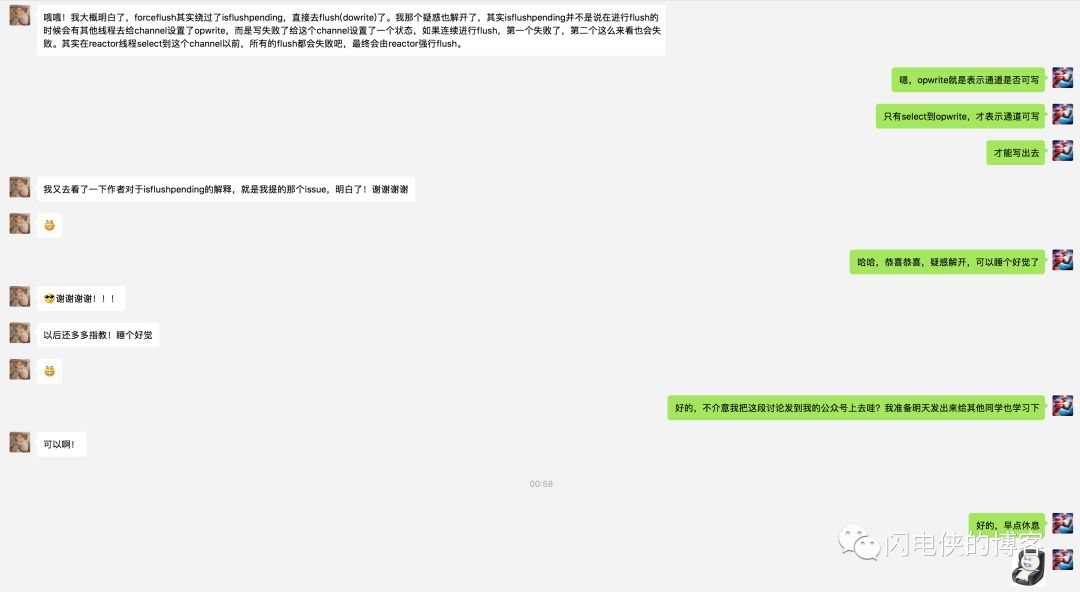 哦哦！我大概明白了，forceflush其实绕过了isflushpending，直接去flush(dowrite)了。我那个疑惑也解开了，其实isflushpending并不是说在进行flush的
时候会有其他线程去给channel设置了opwrite，而是写失败了给这个channel设置了一个状态，如果连续进行flush，第一个失败了，第二个这么来看也会失
败。其实在reactor线程select到这个channel以前，所有的flush都会失败吧，最终会由reactor强行flush。
嗯，opwrite就是表示通道是否可写
只有select到opwrite，才表示通道可写
才能写出去
我又去看了一下作者对于isflushpending的解释，就是我提的那个issue，明白了！谢谢谢谢
哈哈，恭喜恭喜，疑惑解开，可以睡个好觉了
😎谢谢谢谢！！！
以后还多多指教！睡个好觉
好的，不介意我把这段讨论发到我的公众号上去哇？我准备明天发出来给其他同学也学习下
可以啊！
00:58
好的，早点休息
闪电侠的博客